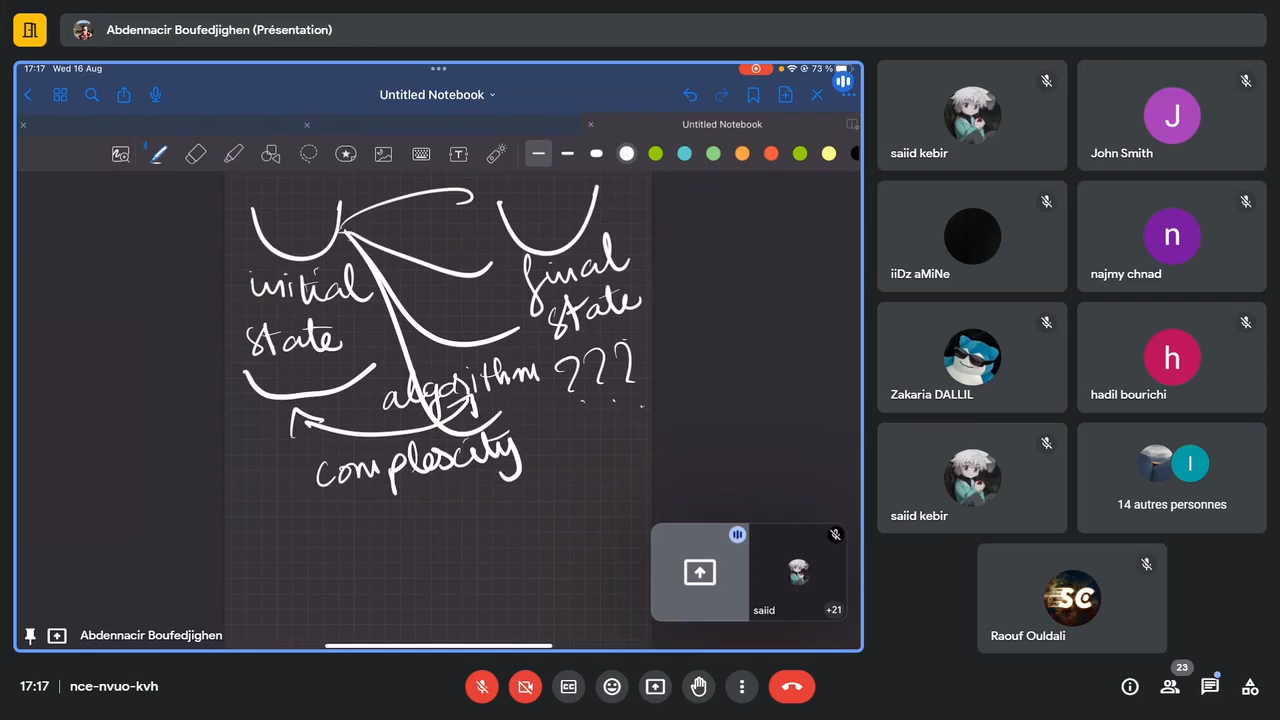 Abdennacir Boufedjighen (Présentation)
17:17 Wed 16 Aug
73 %
Untitled Notebook
Untitled Notebook
T
initial
state
final
state
algorithm ???
complexity
saiid
+21
Abdennacir Boufedjighen
saiid kebir
J
John Smith
iiDz aMiNe
n
najmy chnad
Zakaria DALLIL
h
hadil bourichi
saiid kebir
I
14 autres personnes
SC
Raouf Ouldali
17:17 | nce-nvuo-kvh
CC
23